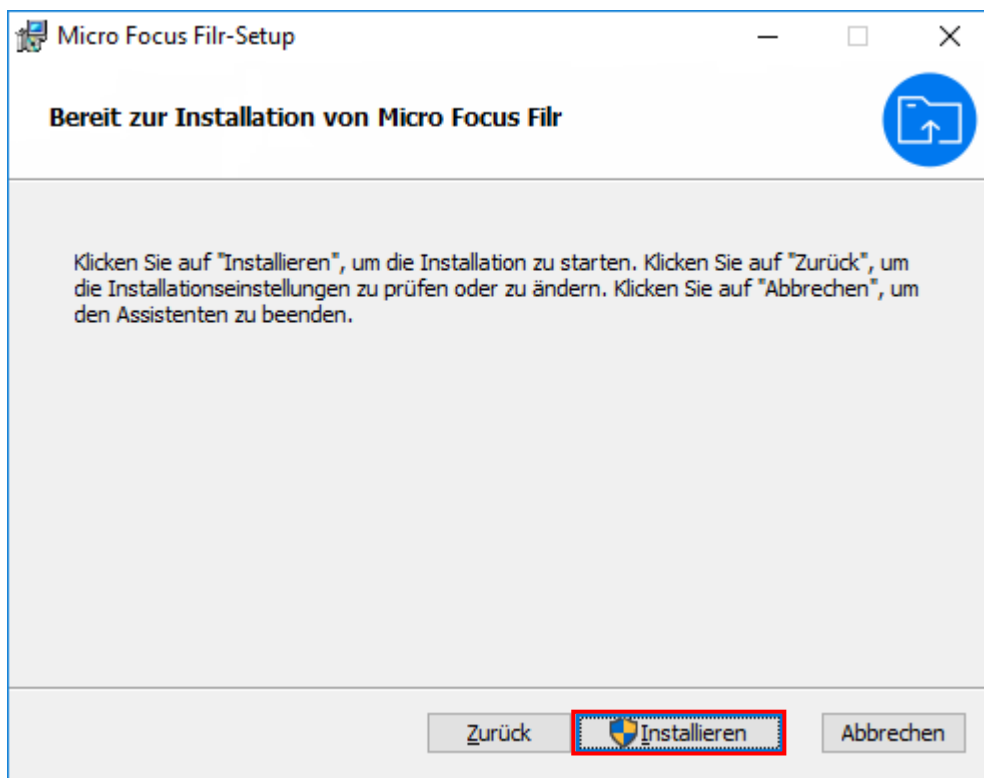 Micro Focus Filr-Setup
Bereit zur Installation von Micro Focus Filr
Klicken Sie auf "Installieren", um die Installation zu starten. Klicken Sie auf "Zurück", um
die Installationseinstellungen zu prüfen oder zu ändern. Klicken Sie auf "Abbrechen", um
den Assistenten zu beenden.
Zurück Installieren Abbrechen